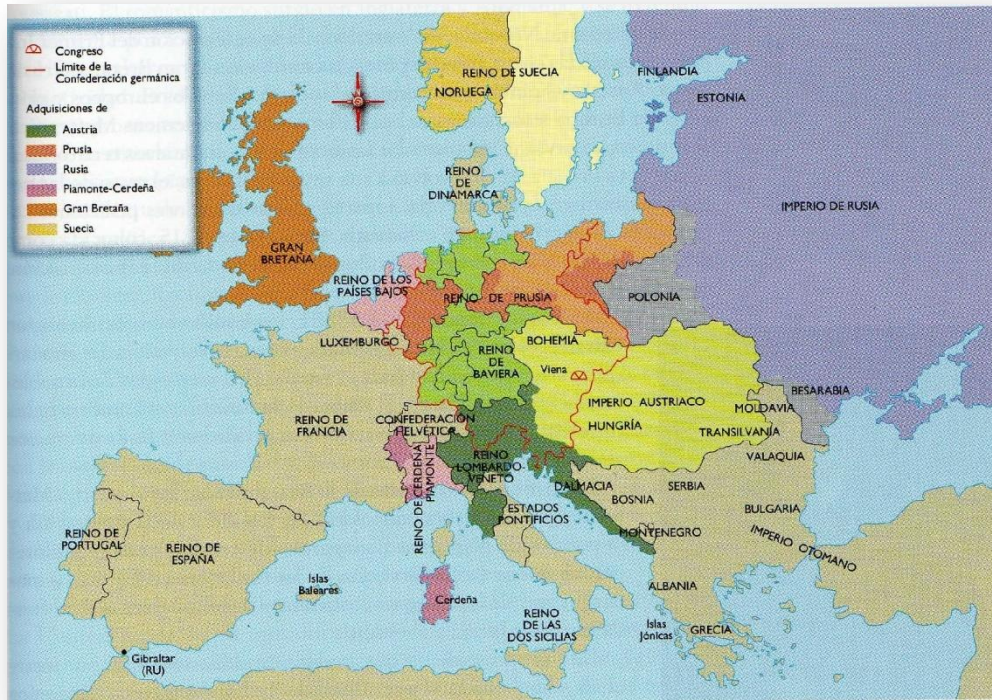 Congreso
Límite de la
Confederación germánica
Adquisiciones de
Austria
Prusia
Rusia
Piamonte-Cerdeña
Gran Bretaña
Suecia
REINO DE SUECIA
NORUEGA
FINLANDIA
ESTONIA
REINO
DE
DINAMARCA
IMPERIO DE RUSIA
GRAN
BRETAÑA
REINO DE LOS
PAÍSES BAJOS
REINO DE PRUSIA
POLONIA
LUXEMBURGO
BOHEMIA
REINO
DE
BAVIERA
Viena
BESARABIA
IMPERIO AUSTRIACO
MOLDAVIA
HUNGRÍA
TRANSILVANIA
REINO DE
FRANCIA
CONFEDERACIÓN
HELVÉTICA
VALAQUIA
REINO
LOMBARDO-
VENETO
REINO DE CERDEÑA
PIAMONTE
DALMACIA
SERBIA
BOSNIA
BULGARIA
ESTADOS
PONTIFICIOS
MONTENEGRO
IMPERIO OTOMANO
REINO DE
PORTUGAL
REINO DE
ESPAÑA
Islas
Baleares
Cerdeña
ALBANIA
REINO
DE LAS
DOS SICILIAS
Islas
Jónicas
GRECIA
Gibraltar
(RU)